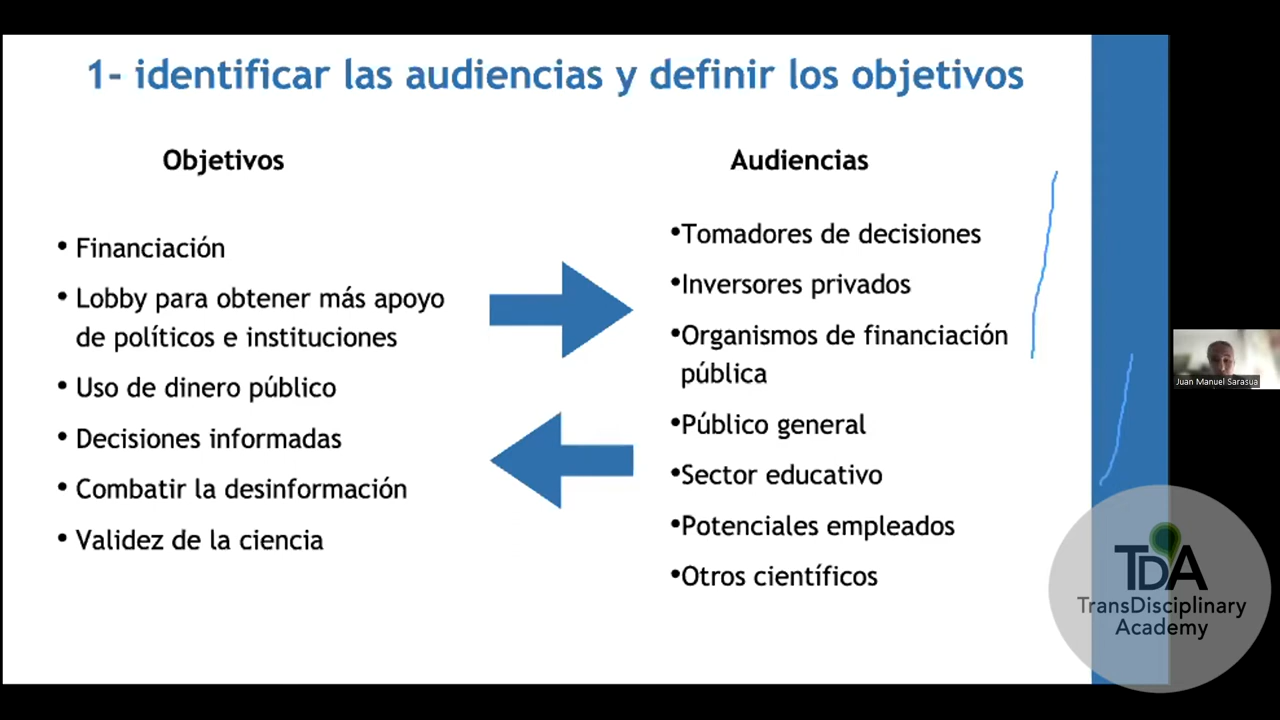 1- identificar las audiencias y definir los objetivos
Objetivos
• Financiación
• Lobby para obtener más apoyo
de políticos e instituciones
• Uso de dinero público
• Decisiones informadas
• Combatir la desinformación
• Validez de la ciencia
Audiencias
•Tomadores de decisiones
•Inversores privados
•Organismos de financiación
pública
•Público general
•Sector educativo
•Potenciales empleados
•Otros científicos
Juan Manuel Sarasua
TDA
TransDisciplinary
Academy